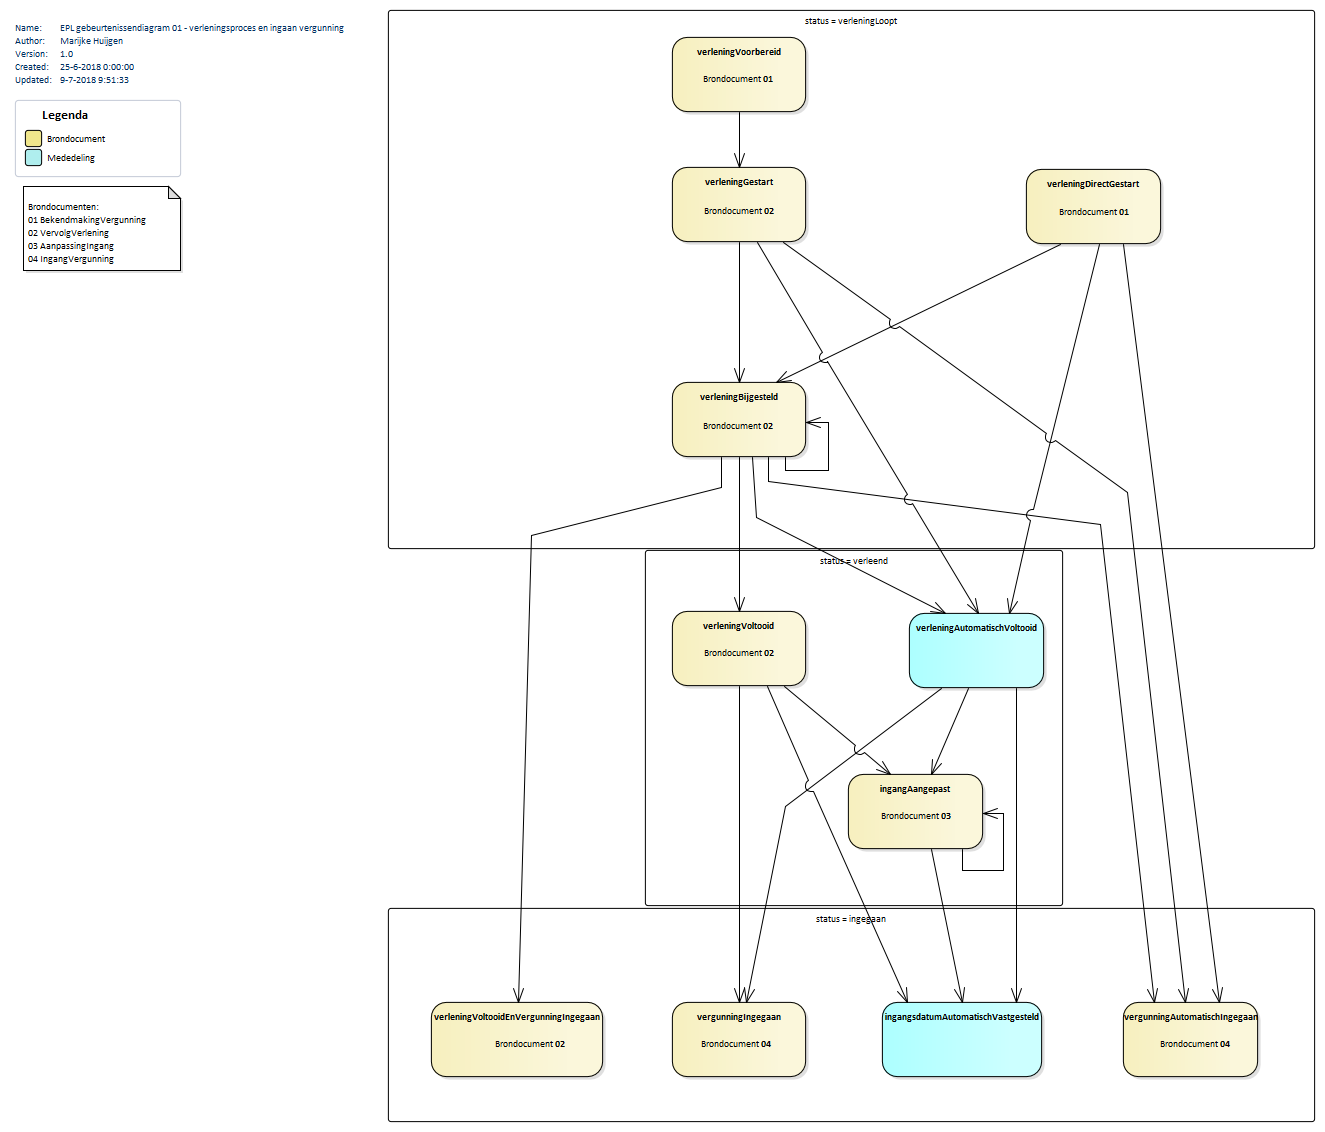 Name: EPL gebeurtenissendiagram 01 - verleningsproces en ingaan vergunning
Author: Marijke Huijgen
Version: 1.0
Created: 25-6-2018 0:00:00
Updated: 9-7-2018 9:51:33
Legenda
Brondocument
Mededeling
Brondocumenten:
01 BekendmakingVergunning
02 VervolgVerlening
03 AanpassingIngang
04 IngangVergunning
status = verleningLoopt
verleningVoorbereid
Brondocument 01
verleningGestart
Brondocument 02
verleningDirectGestart
Brondocument 01
verleningBijgesteld
Brondocument 02
status = verleend
verleningVoltooid
Brondocument 02
verleningAutomatischVoltooid
ingangAangepast
Brondocument 03
status = ingegaan
verleningVoltooidEnVergunningIngegaan
Brondocument 02
vergunningIngegaan
Brondocument 04
ingangsdatumAutomatischVastgesteld
vergunningAutomatischIngegaan
Brondocument 04